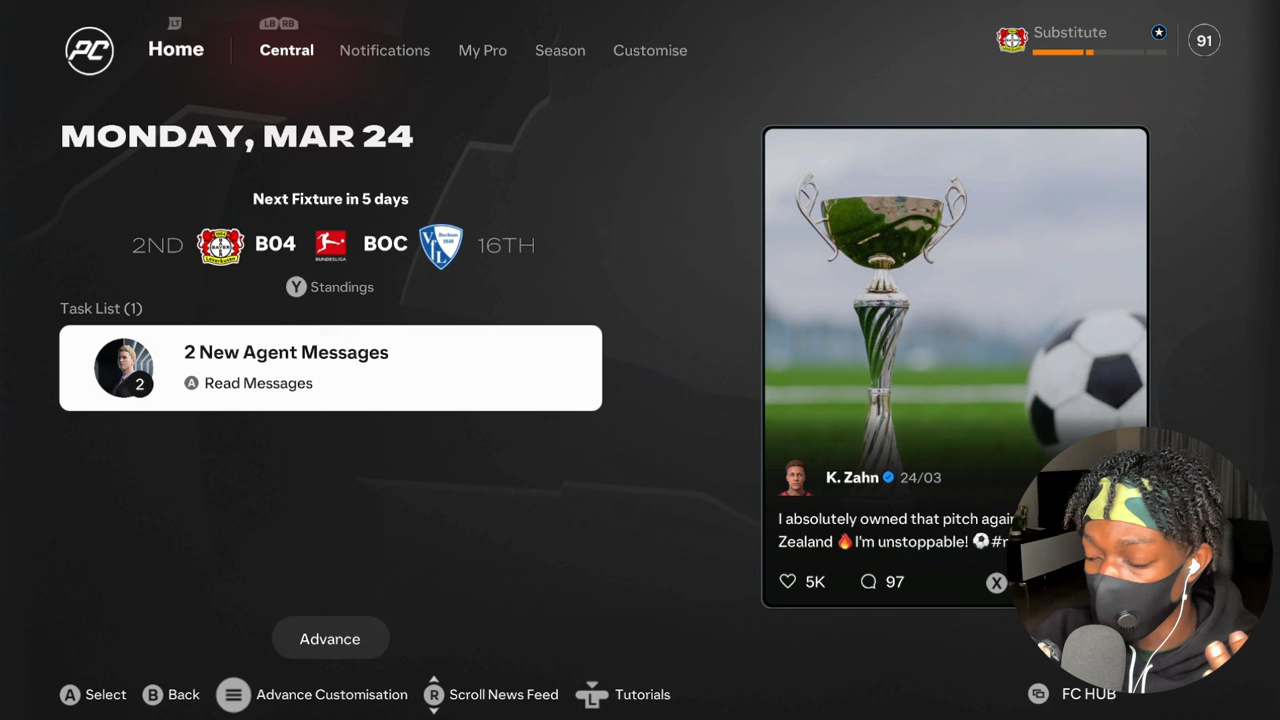 LT
LB RB
PC
Home
Central
Notifications
My Pro
Season
Customise
Substitute
91
MONDAY, MAR 24
Next Fixture in 5 days
2ND B04 BUNDESLIGA BOC 16TH
Y Standings
Task List (1)
2 New Agent Messages
2
A Read Messages
K. Zahn 24/03
I absolutely owned that pitch
Zealand 🔥I'm unstoppable! ⚽
5K 97 X
Advance
A Select B Back Advance Customisation R Scroll News Feed L Tutorials FC HUB